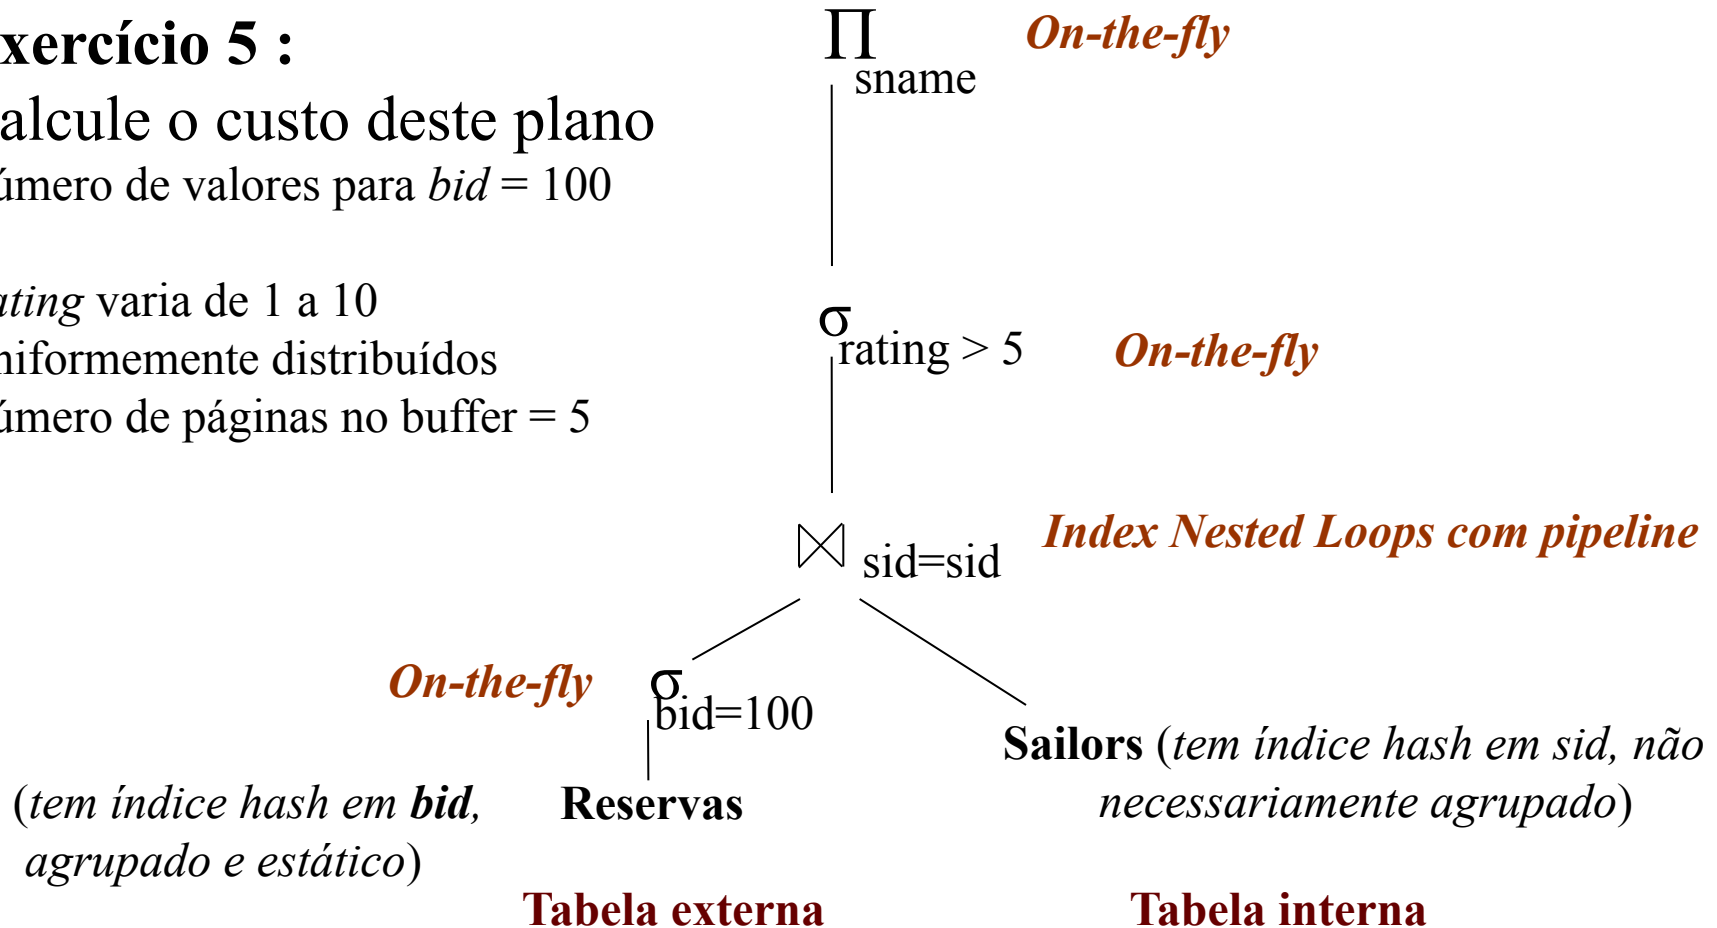 xercício 5 :
alcule o custo deste plano
úmero de valores para bid = 100
ating varia de 1 a 10
niformemente distribuídos
úmero de páginas no buffer = 5
∏ sname
On-the-fly
σ rating > 5
On-the-fly
⋈ sid=sid
Index Nested Loops com pipeline
On-the-fly
σ bid=100
Sailors (tem índice hash em sid, não
necessariamente agrupado)
(tem índice hash em bid,
agrupado e estático)
Reservas
Tabela externa
Tabela interna